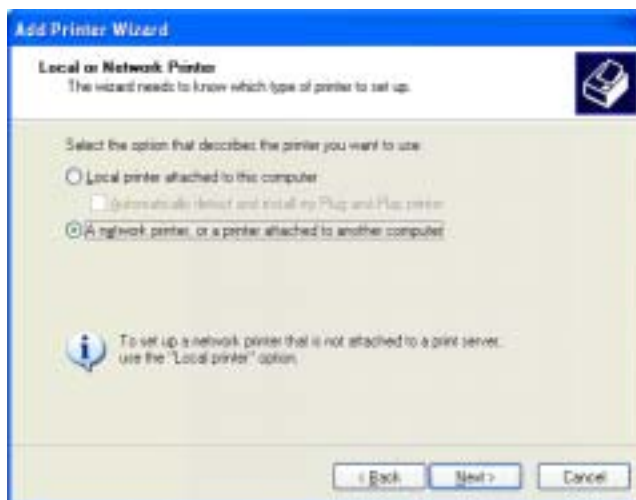 Add Printer Wizard
Local or Network Printer
The wizard needs to know which type of printer to set up.
Select the option that describes the printer you want to use:
Local printer attached to this computer
Automatically detect and install my Plug and Play printer
A network printer, or a printer attached to another computer
To set up a network printer that is not attached to a print server,
use the "Local printer" option.
< Back
Next >
Cancel